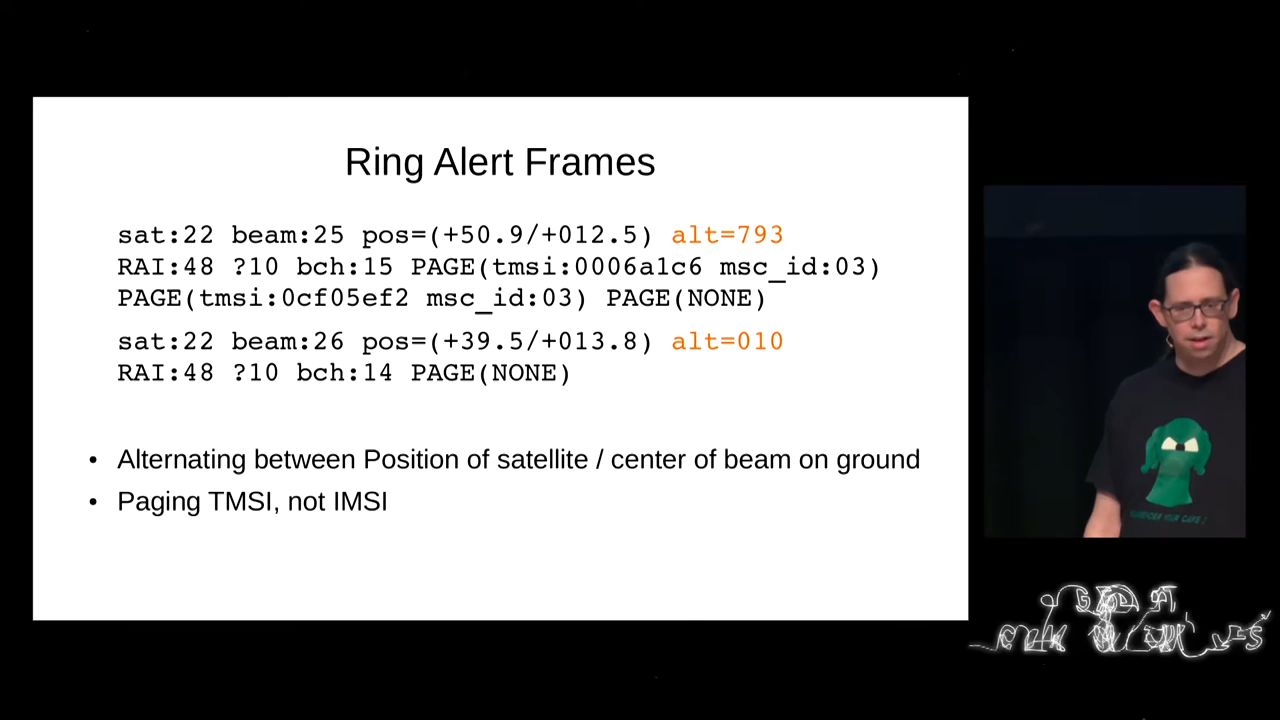 Ring Alert Frames
sat:22 beam:25 pos=(+50.9/+012.5) alt=793
RAI:48 ?10 bch:15 PAGE(tmsi:0006a1c6 msc_id:03)
PAGE(tmsi:0cf05ef2 msc_id:03) PAGE(NONE)
sat:22 beam:26 pos=(+39.5/+013.8) alt=010
RAI:48 ?10 bch:14 PAGE(NONE)
• Alternating between Position of satellite / center of beam on ground
• Paging TMSI, not IMSI
YOUR CAKE!